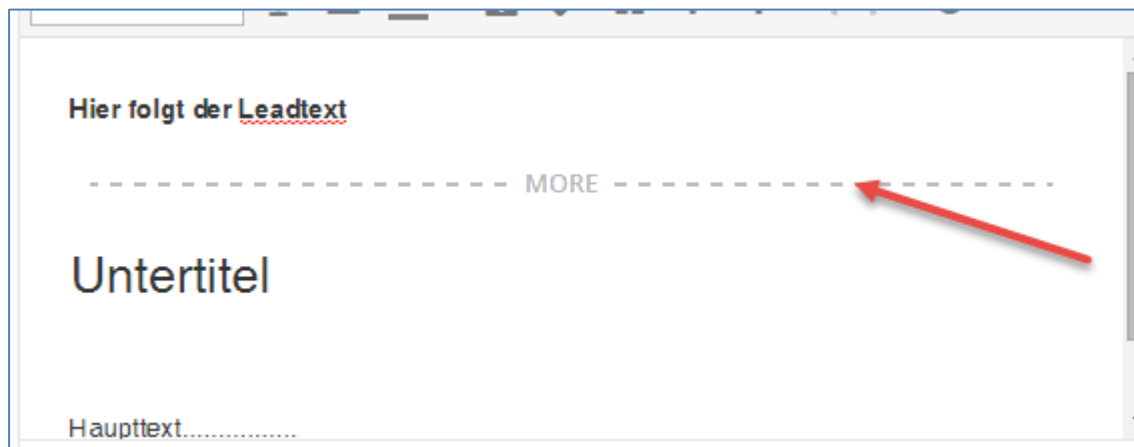 Hier folgt der Leadtext
MORE
Untertitel
Haupttext...............